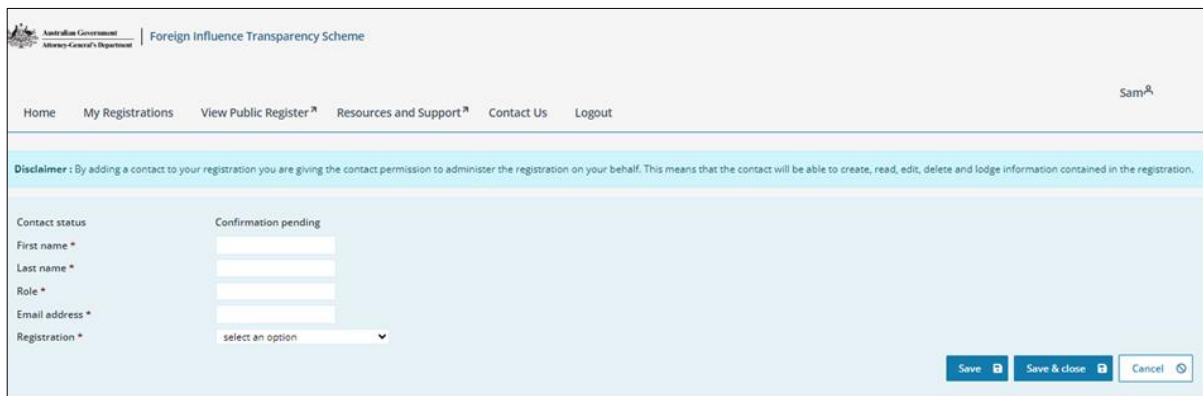 Australian Government
Attorney-General's Department
Foreign Influence Transparency Scheme
Sam
Home My Registrations View Public Register Resources and Support Contact Us Logout
Disclaimer : By adding a contact to your registration you are giving the contact permission to administer the registration on your behalf. This means that the contact will be able to create, read, edit, delete and lodge information contained in the registration.
Contact status Confirmation pending
First name *
Last name *
Role *
Email address *
Registration * select an option
Save Save & close Cancel